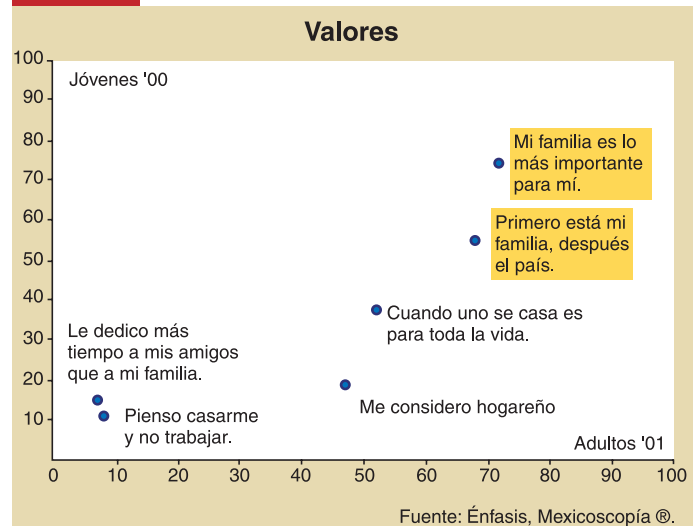 Valores
100
90
80
70
60
50
40
30
20
10
Jóvenes '00
Mi familia es lo
más importante
para mí.
Primero está mi
familia, después
el país.
Cuando uno se casa es
para toda la vida.
Le dedico más
tiempo a mis amigos
que a mi familia.
Me considero hogareño
Pienso casarme
y no trabajar.
Adultos '01
0 10 20 30 40 50 60 70 80 90 100
Fuente: Énfasis, Mexicoscopía ®.